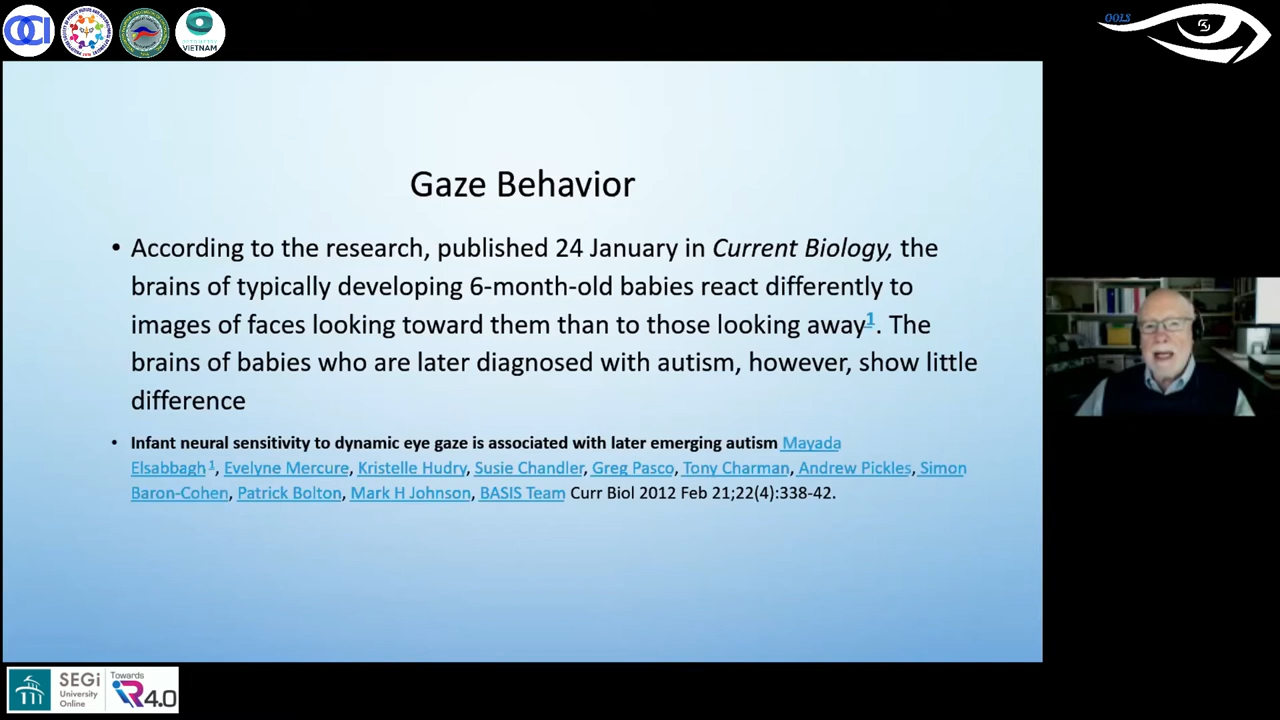 OCI
VIETNAM
OOLS
Gaze Behavior
• According to the research, published 24 January in Current Biology, the
brains of typically developing 6-month-old babies react differently to
images of faces looking toward them than to those looking away1. The
brains of babies who are later diagnosed with autism, however, show little
difference
• Infant neural sensitivity to dynamic eye gaze is associated with later emerging autism Mayada
Elsabbagh 1, Evelyne Mercure, Kristelle Hudry, Susie Chandler, Greg Pasco, Tony Charman, Andrew Pickles, Simon
Baron-Cohen, Patrick Bolton, Mark H Johnson, BASIS Team Curr Biol 2012 Feb 21;22(4):338-42.
SEGi
University
Online
Towards
iR4.0